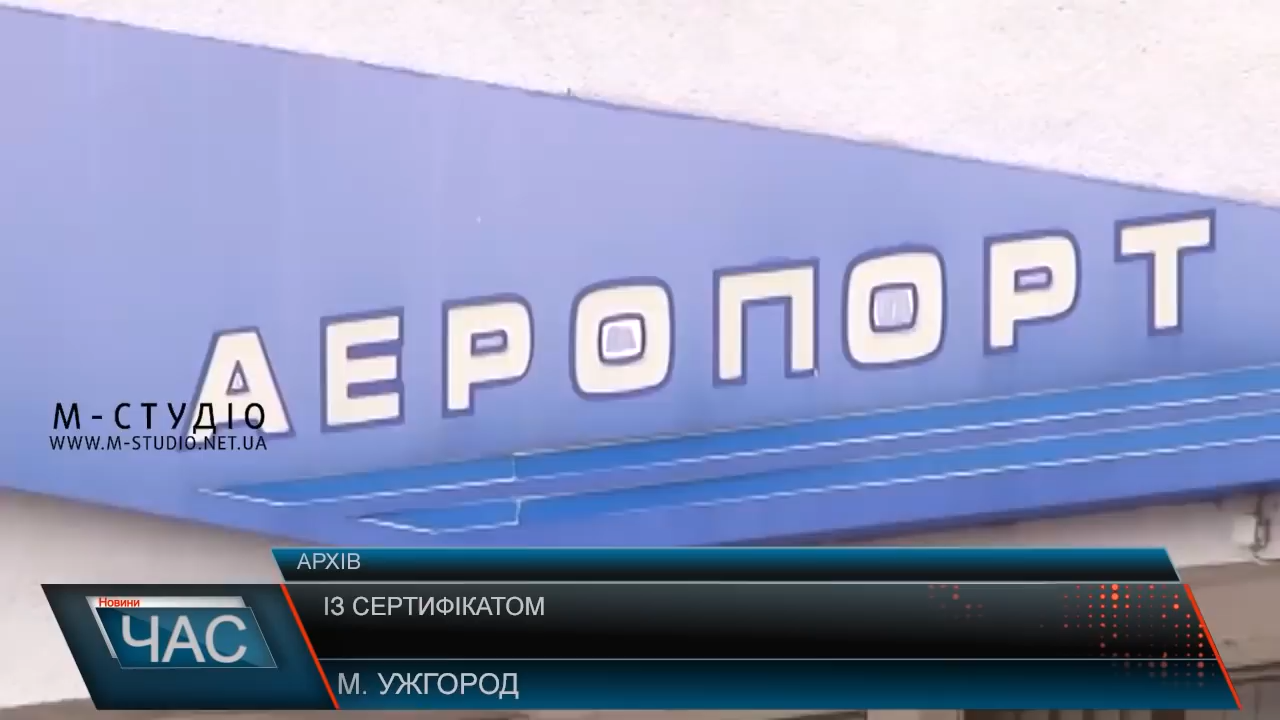 АЕРОПОРТ
М-СТУДІО
WWW.M-STUDIO.NET.UA
АРХІВ
Новини
ЧАС
ІЗ СЕРТИФІКАТОМ
М. УЖГОРОД